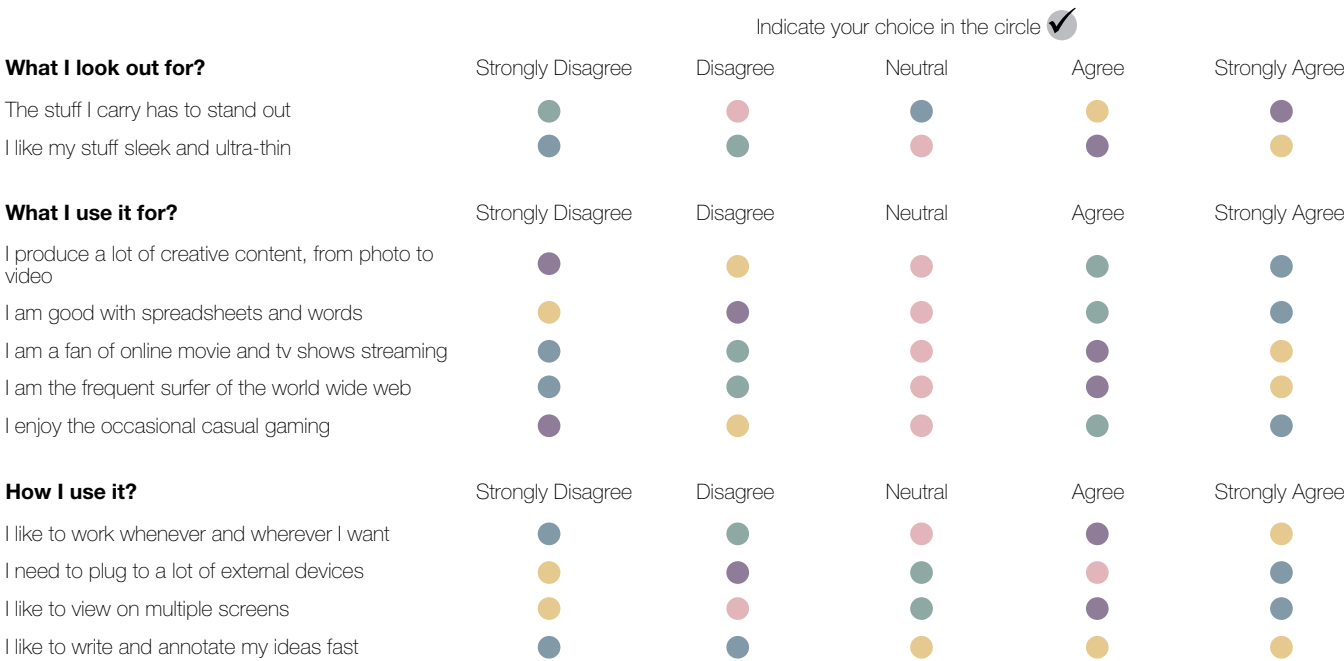 Indicate your choice in the circle
What I look out for? Strongly Disagree Disagree Neutral Agree Strongly Agree
The stuff I carry has to stand out
I like my stuff sleek and ultra-thin
What I use it for? Strongly Disagree Disagree Neutral Agree Strongly Agree
I produce a lot of creative content, from photo to
video
I am good with spreadsheets and words
I am a fan of online movie and tv shows streaming
I am the frequent surfer of the world wide web
I enjoy the occasional casual gaming
How I use it? Strongly Disagree Disagree Neutral Agree Strongly Agree
I like to work whenever and wherever I want
I need to plug to a lot of external devices
I like to view on multiple screens
I like to write and annotate my ideas fast